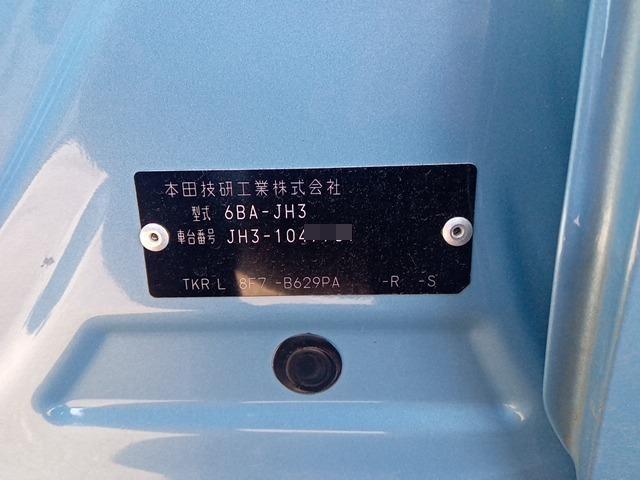 本田技研工業株式会社
型式 6BA-JH3
車台番号 JH3-104
TKR L 8F7 -B629PA -R -S